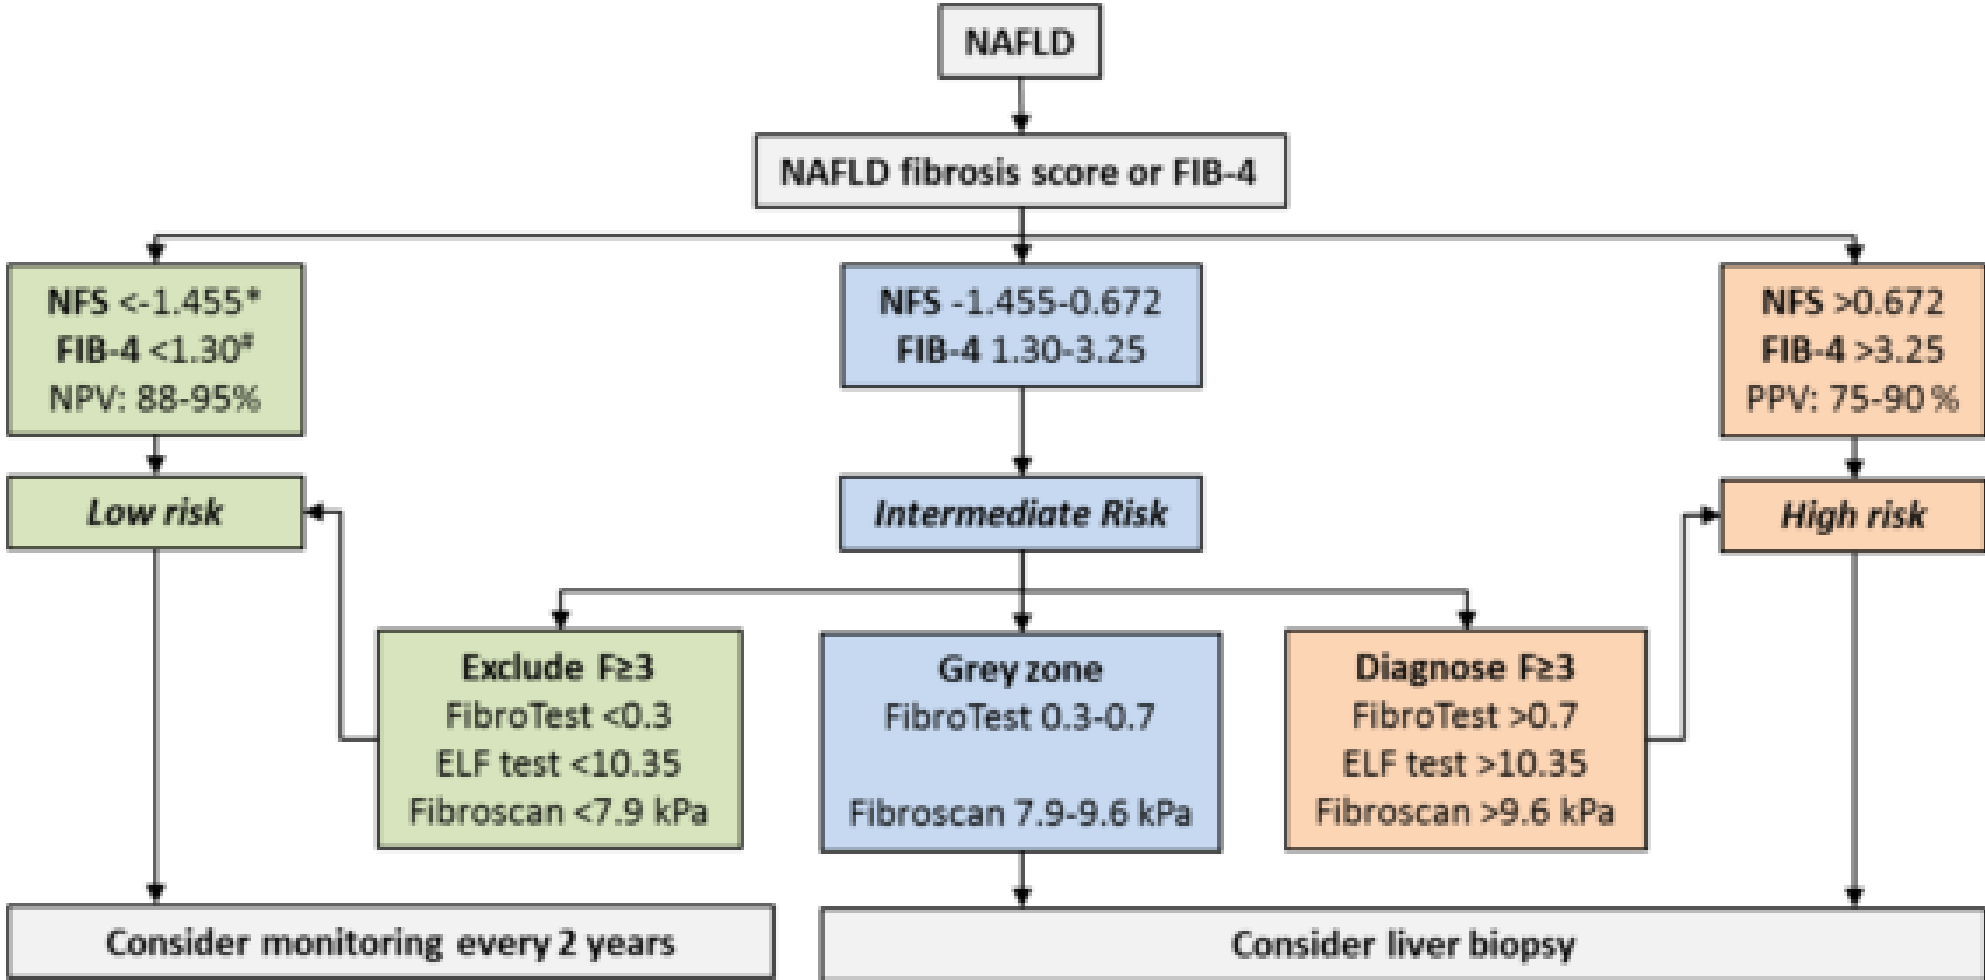 NAFLD
NAFLD fibrosis score or FIB-4
NFS <-1.455*
FIB-4 <1.30#
NPV: 88-95%
NFS -1.455-0.672
FIB-4 1.30-3.25
NFS >0.672
FIB-4 >3.25
PPV: 75-90 %
Low risk
Intermediate Risk
High risk
Exclude F≥3
FibroTest <0.3
ELF test <10.35
Fibroscan <7.9 kPa
Grey zone
FibroTest 0.3-0.7
Fibroscan 7.9-9.6 kPa
Diagnose F≥3
FibroTest >0.7
ELF test >10.35
Fibroscan >9.6 kPa
Consider monitoring every 2 years
Consider liver biopsy